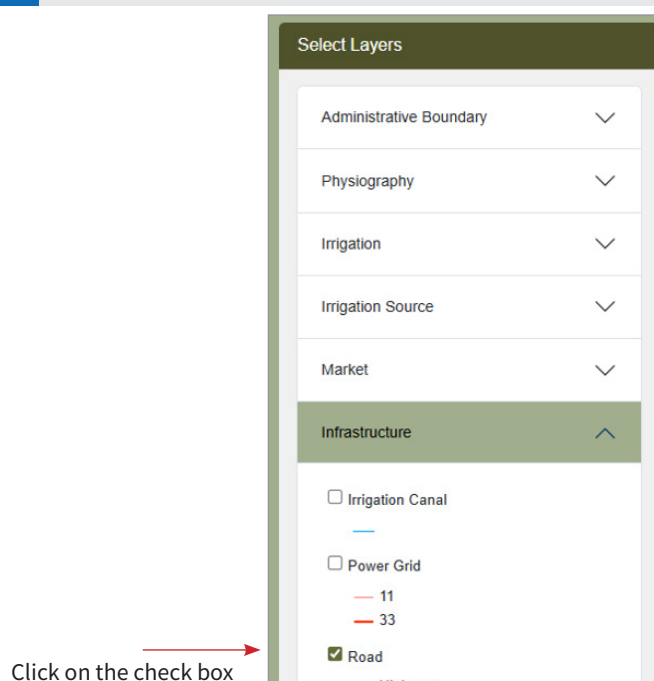 Select Layers
Administrative Boundary
Physiography
Irrigation
Irrigation Source
Market
Infrastructure
Irrigation Canal
Power Grid
11
33
Road
Click on the check box